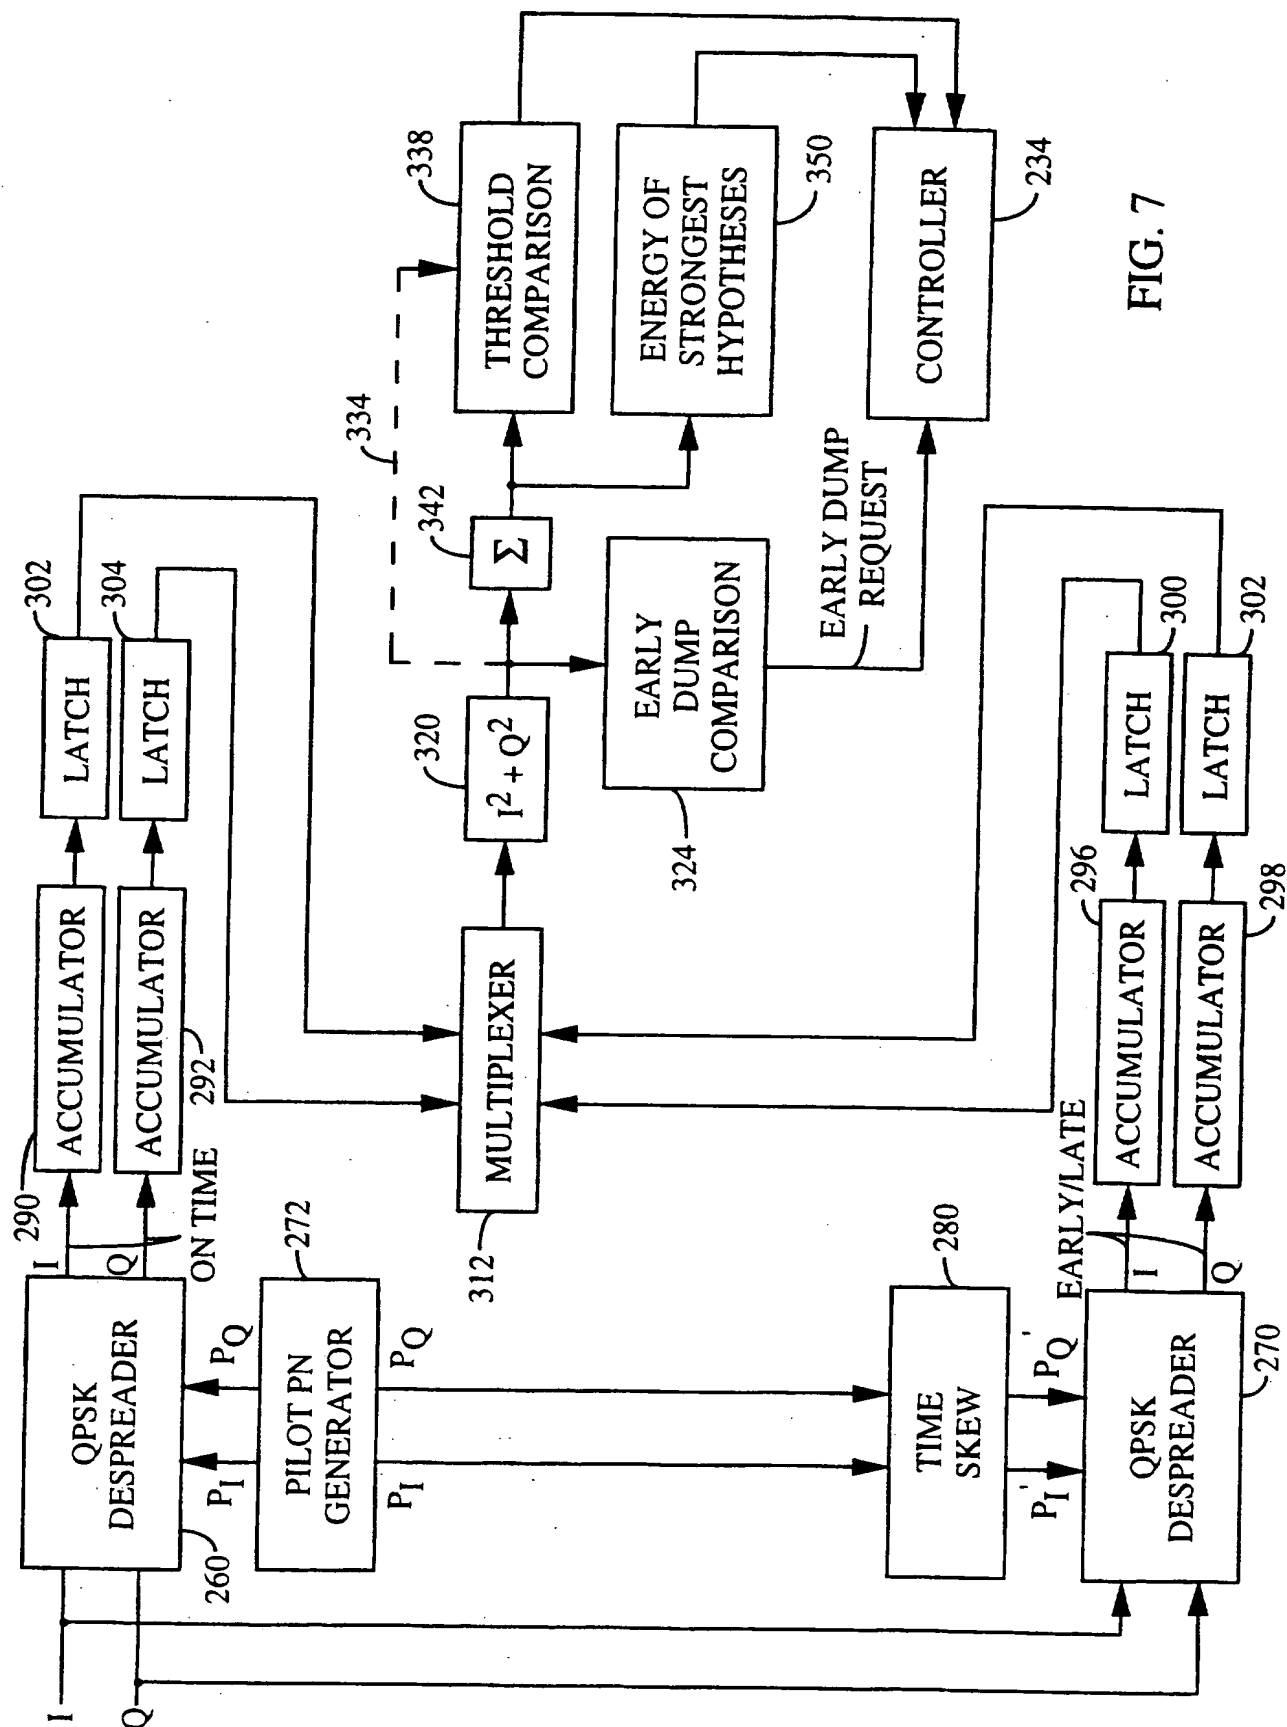 I
Q
QPSK
DESPREADER
260
I
Q
ON TIME
290
ACCUMULATOR
ACCUMULATOR
292
LATCH
302
LATCH
304
P_I
P_Q
PILOT PN
GENERATOR
272
P_I
P_Q
MULTIPLEXER
312
I² + Q²
320
Σ
342
334
THRESHOLD
COMPARISON
338
EARLY
DUMP
COMPARISON
324
ENERGY OF
STRONGEST
HYPOTHESES
350
EARLY DUMP
REQUEST
CONTROLLER
234
TIME
SKEW
280
P_I'
P_Q'
QPSK
DESPREADER
270
EARLY/LATE
I
Q
ACCUMULATOR
296
ACCUMULATOR
298
LATCH
300
LATCH
302
FIG. 7